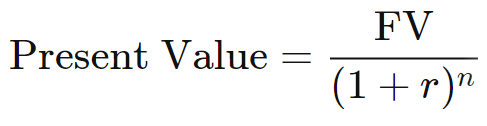 Present Value = FV / (1 + r)^n